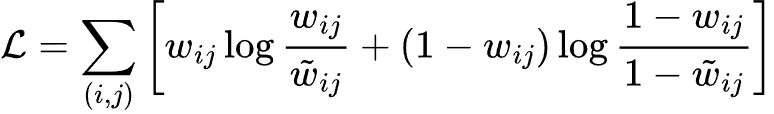 $\mathcal{L} = \sum_{(i,j)} \left[ w_{ij} \log \frac{w_{ij}}{\tilde{w}_{ij}} + (1 - w_{ij}) \log \frac{1 - w_{ij}}{1 - \tilde{w}_{ij}} \right]$